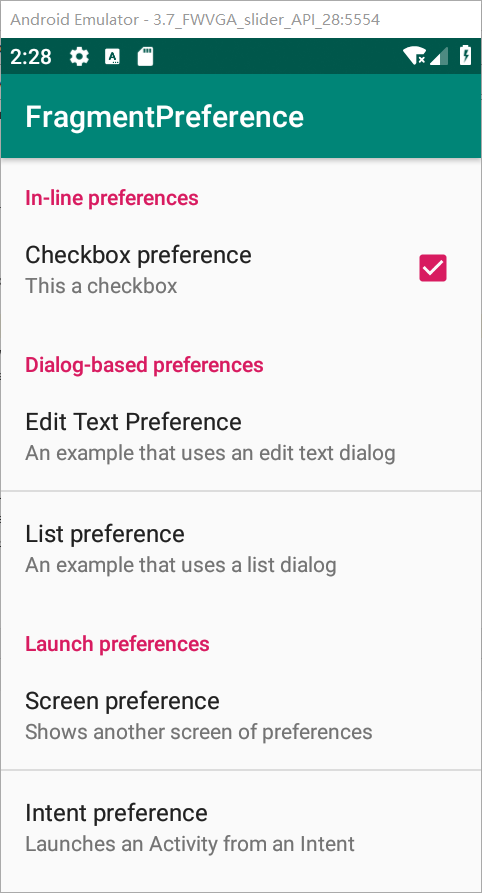 Android Emulator - 3.7_FWVGA_slider_API_28:5554
2:28
A
FragmentPreference
In-line preferences
Checkbox preference
This a checkbox
Dialog-based preferences
Edit Text Preference
An example that uses an edit text dialog
List preference
An example that uses a list dialog
Launch preferences
Screen preference
Shows another screen of preferences
Intent preference
Launches an Activity from an Intent